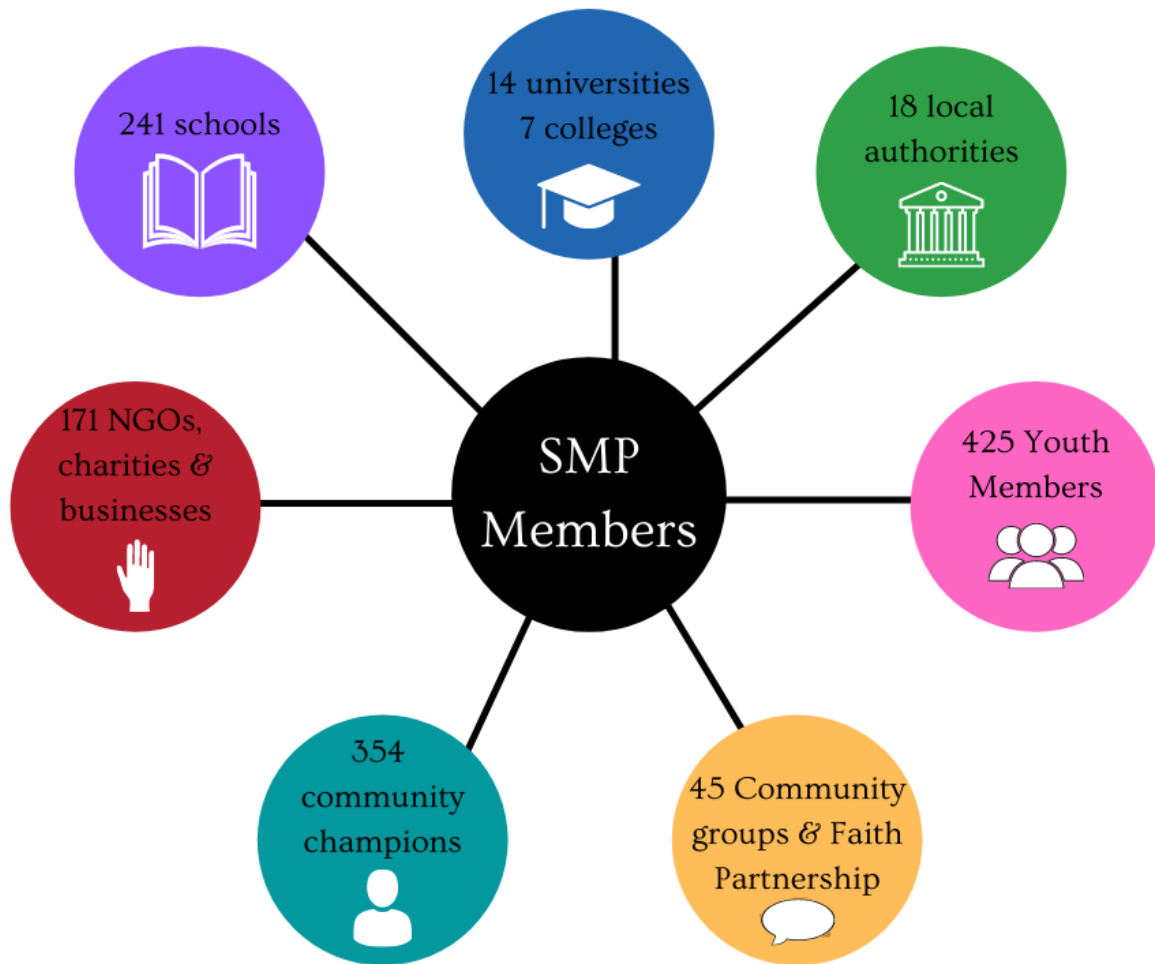 241 schools
14 universities
7 colleges
18 local
authorities
171 NGOs,
charities &
businesses
SMP
Members
425 Youth
Members
354
community
champions
45 Community
groups & Faith
Partnership